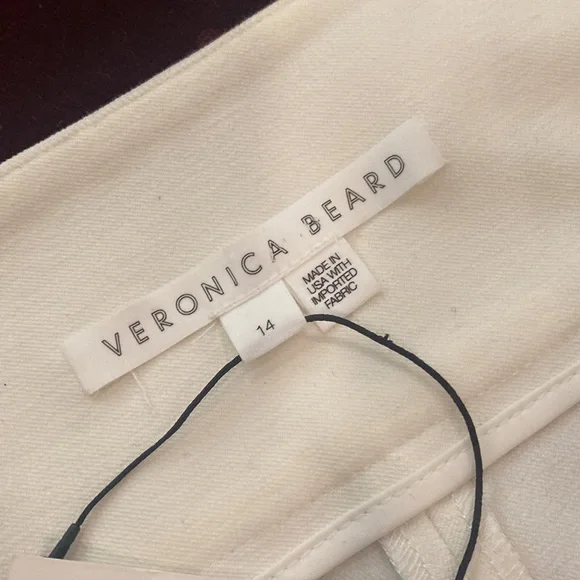 VERONICA BEARD
14
MADE IN
USA WITH
IMPORTED
FABRIC